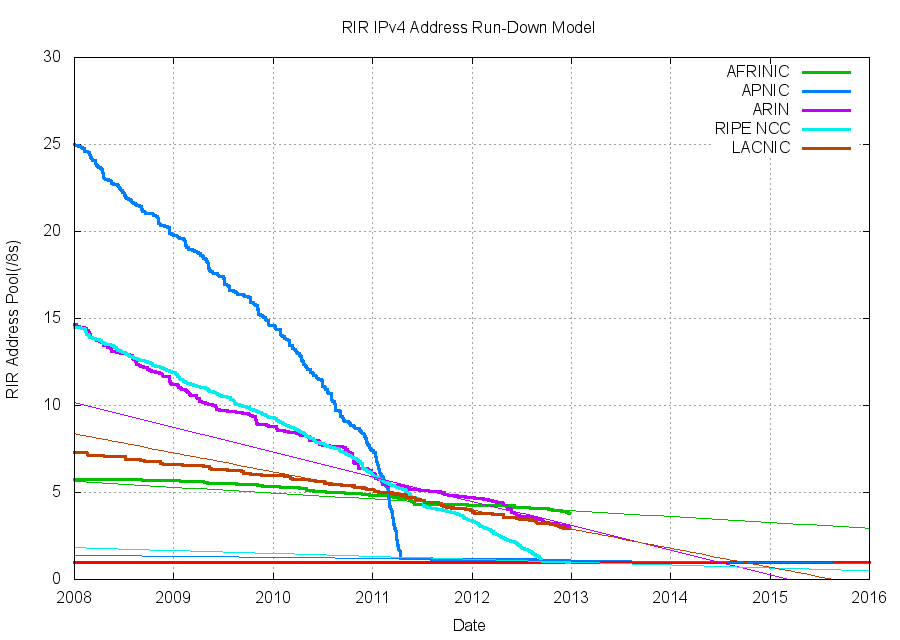 RIR IPv4 Address Run-Down Model
RIR Address Pool(/8s)
30
25
20
15
10
5
0
AFRINIC
APNIC
ARIN
RIPE NCC
LACNIC
2008 2009 2010 2011 2012 2013 2014 2015 2016
Date